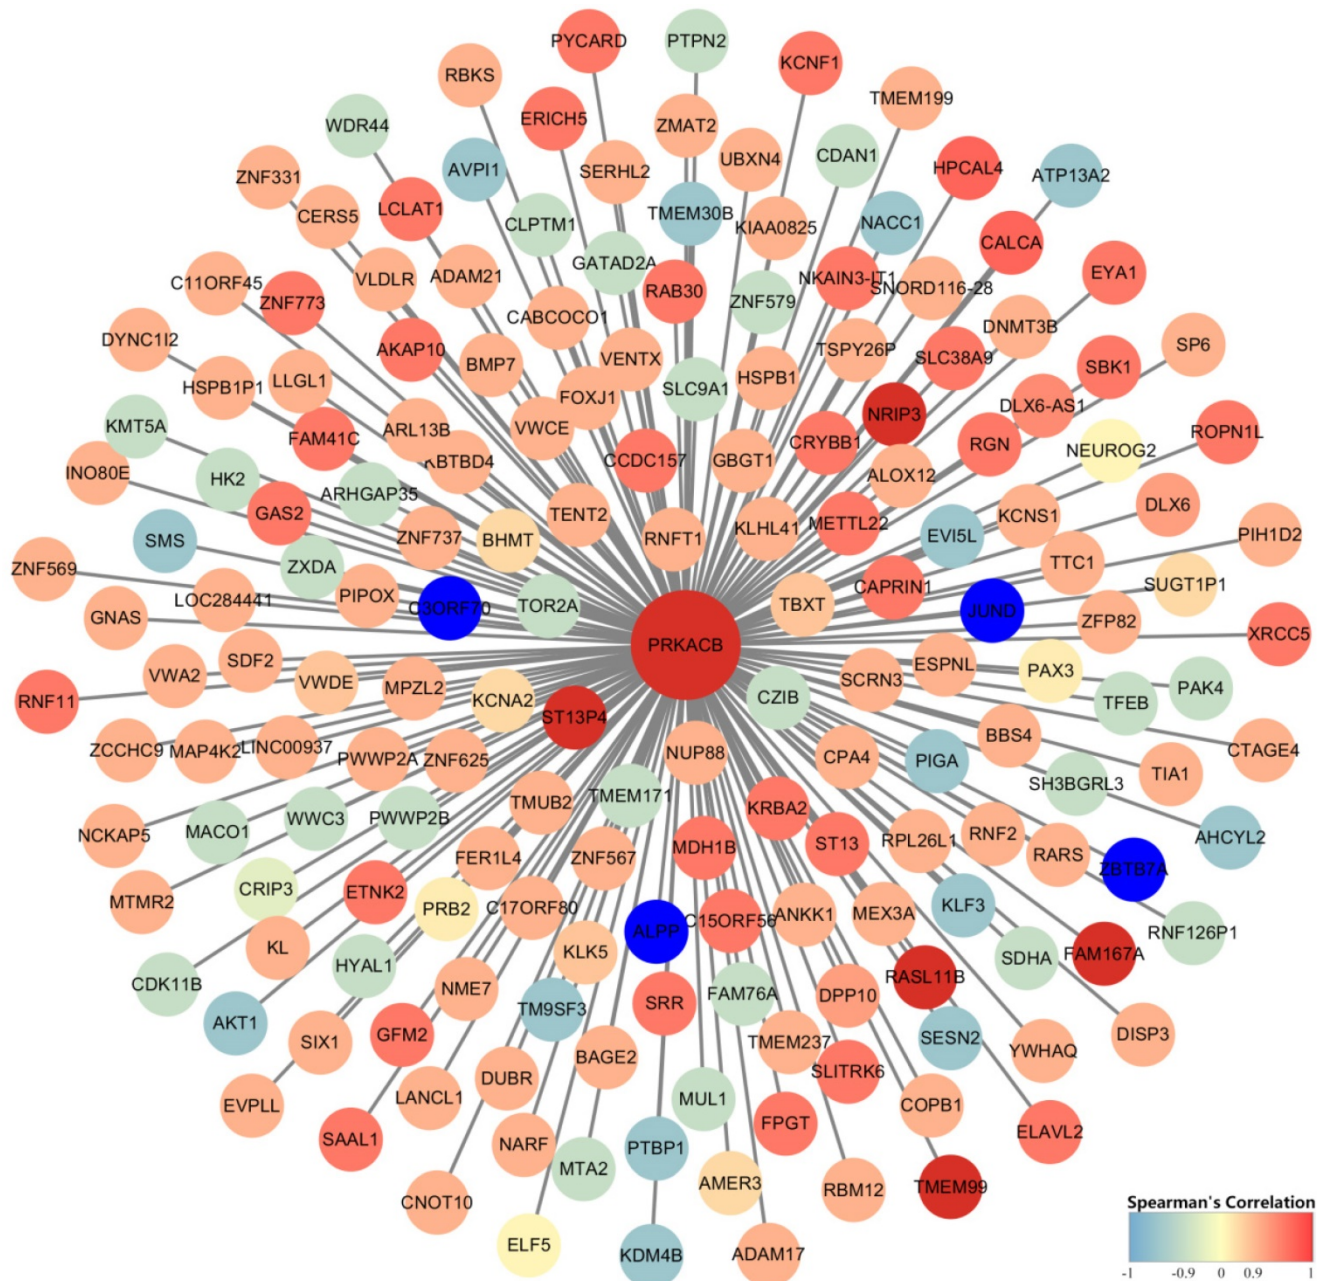 PYCARD
PTPN2
KCNF1
RBKS
TMEM199
ERICH5
ZMAT2
WDR44
UBXN4
CDAN1
SERHL2
HPCAL4
ATP13A2
AVPI1
ZNF331
LCLAT1
CERS5
CLPTM1
TMEM30B
KIAA0825
NACC1
CALCA
GATAD2A
EYA1
C11ORF45
VLDLR
ADAM21
RAB30
NKAIN3-IT1
SNORD116-28
ZNF773
ZNF579
CABCOCO1
DNMT3B
DYNC1I2
AKAP10
TSPY26P
SP6
VENTX
SLC38A9
BMP7
SBK1
HSPB1P1
LLGL1
SLC9A1
HSPB1
FOXJ1
DLX6-AS1
NRIP3
KMT5A
VWCE
ARL13B
FAM41C
CRYBB1
RGN
ROPN1L
NEUROG2
CCDC157
GBGT1
KBTBD4
INO80E
ALOX12
HK2
ARHGAP35
GAS2
TENT2
KCNS1
DLX6
METTL22
KLHL41
PIH1D2
SMS
ZNF737
BHMT
RNFT1
EVI5L
TTC1
ZNF569
ZXDA
CAPRIN1
SUGT1P1
LOC284441
PIPOX
C3ORF70
TOR2A
TBXT
JUND
GNAS
ZFP82
XRCC5
PRKACB
SDF2
ESPNL
VWA2
VWDE
MPZL2
SCRN3
PAX3
PAK4
RNF11
KCNA2
CZIB
TFEB
ST13P4
BBS4
ZCCHC9
MAP4K2
LINC00937
NUP88
CTAGE4
PWWP2A
ZNF625
CPA4
PIGA
TIA1
SH3BGRL3
TMEM171
TMUB2
KRBA2
NCKAP5
MACO1
WWC3
PWWP2B
RNF2
AHCYL2
ST13
RPL26L1
MDH1B
FER1L4
ZNF567
RARS
ZBTB7A
CRIP3
ETNK2
MTMR2
PRB2
C17ORF80
KLF3
ANKK1
MEX3A
C15ORF56
ALPP
RNF126P1
KL
KLK5
SDHA
FAM167A
HYAL1
RASL11B
CDK11B
NME7
FAM76A
DPP10
SRR
TM9SF3
AKT1
GFM2
SESN2
DISP3
SIX1
TMEM237
YWHAQ
BAGE2
SLITRK6
DUBR
LANCL1
MUL1
EVPLL
COPB1
FPGT
ELAVL2
SAAL1
NARF
PTBP1
MTA2
AMER3
TMEM99
RBM12
CNOT10
ELF5
KDM4B
ADAM17
Spearman's Correlation
-1 -0.9 0 0.9 1